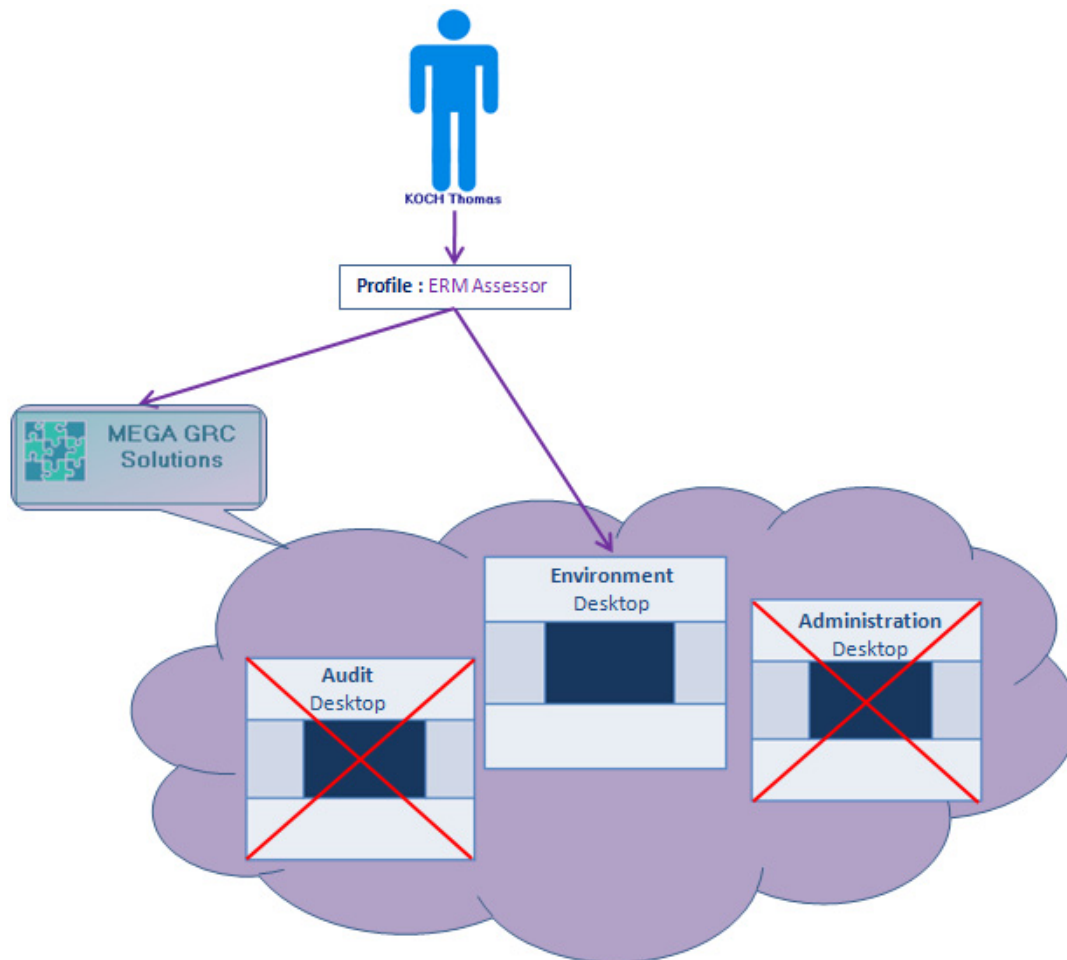 KOCH Thomas
Profile : ERM Assessor
MEGA GRC
Solutions
Environment
Desktop
Administration
Desktop
Audit
Desktop